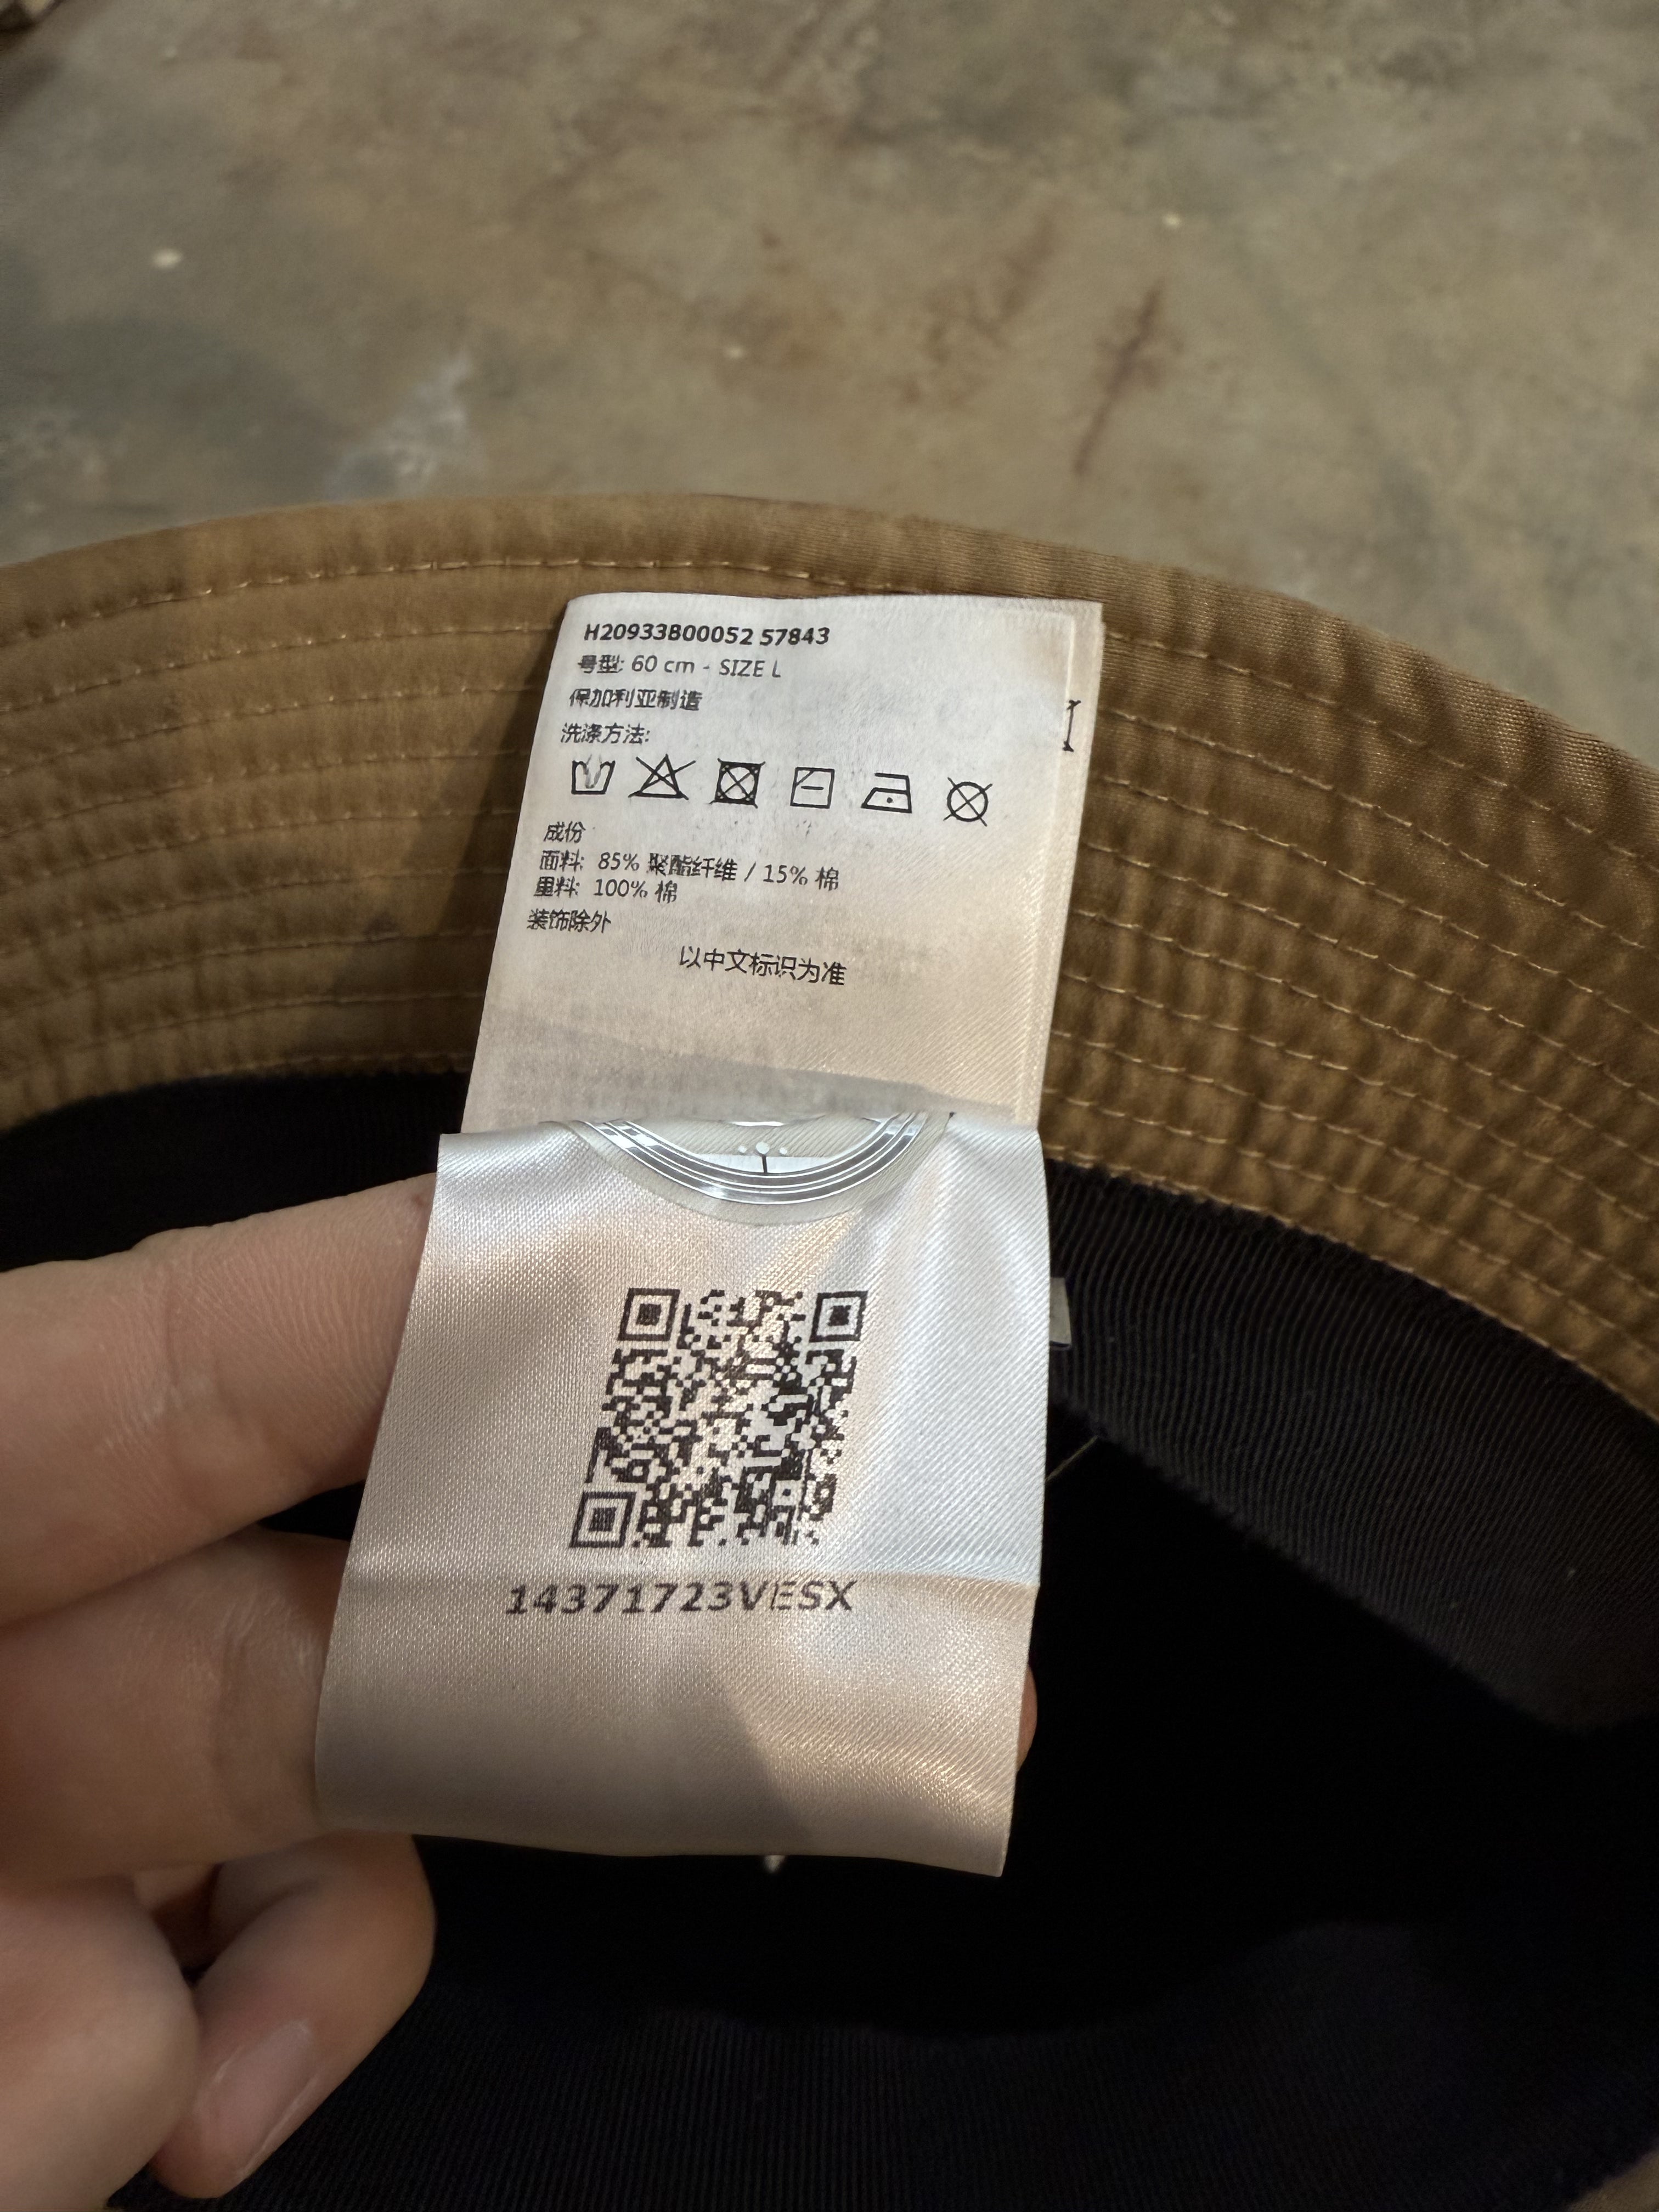 H20933B00052 57843
号型: 60 cm - SIZE L
保加利亚制造
洗涤方法:
成份
面料: 85% 聚酯纤维 / 15% 棉
里料: 100% 棉
装饰除外
以中文标识为准
14371723VESX